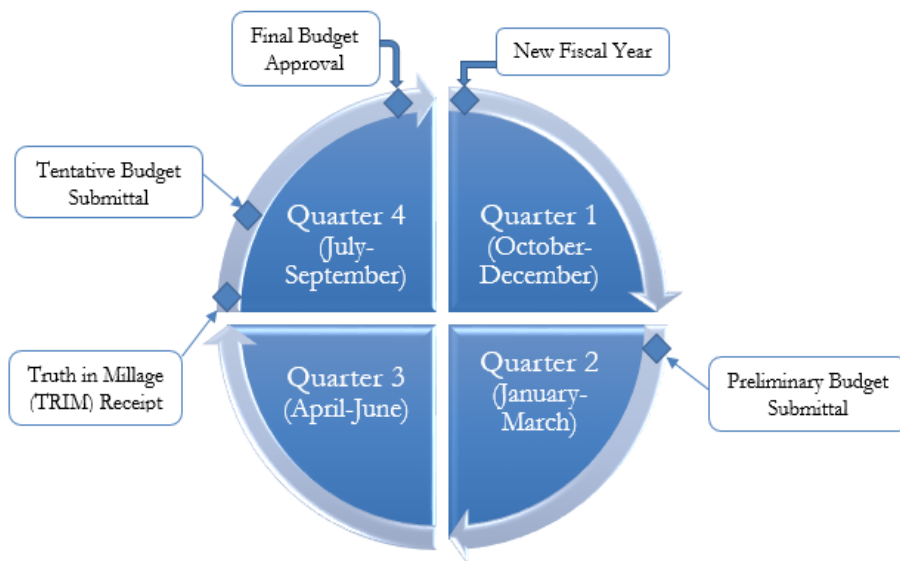 Final Budget
Approval
New Fiscal Year
Tentative Budget
Submittal
Quarter 4
(July-
September)
Quarter 1
(October-
December)
Truth in Millage
(TRIM) Receipt
Quarter 3
(April-June)
Quarter 2
(January-
March)
Preliminary Budget
Submittal